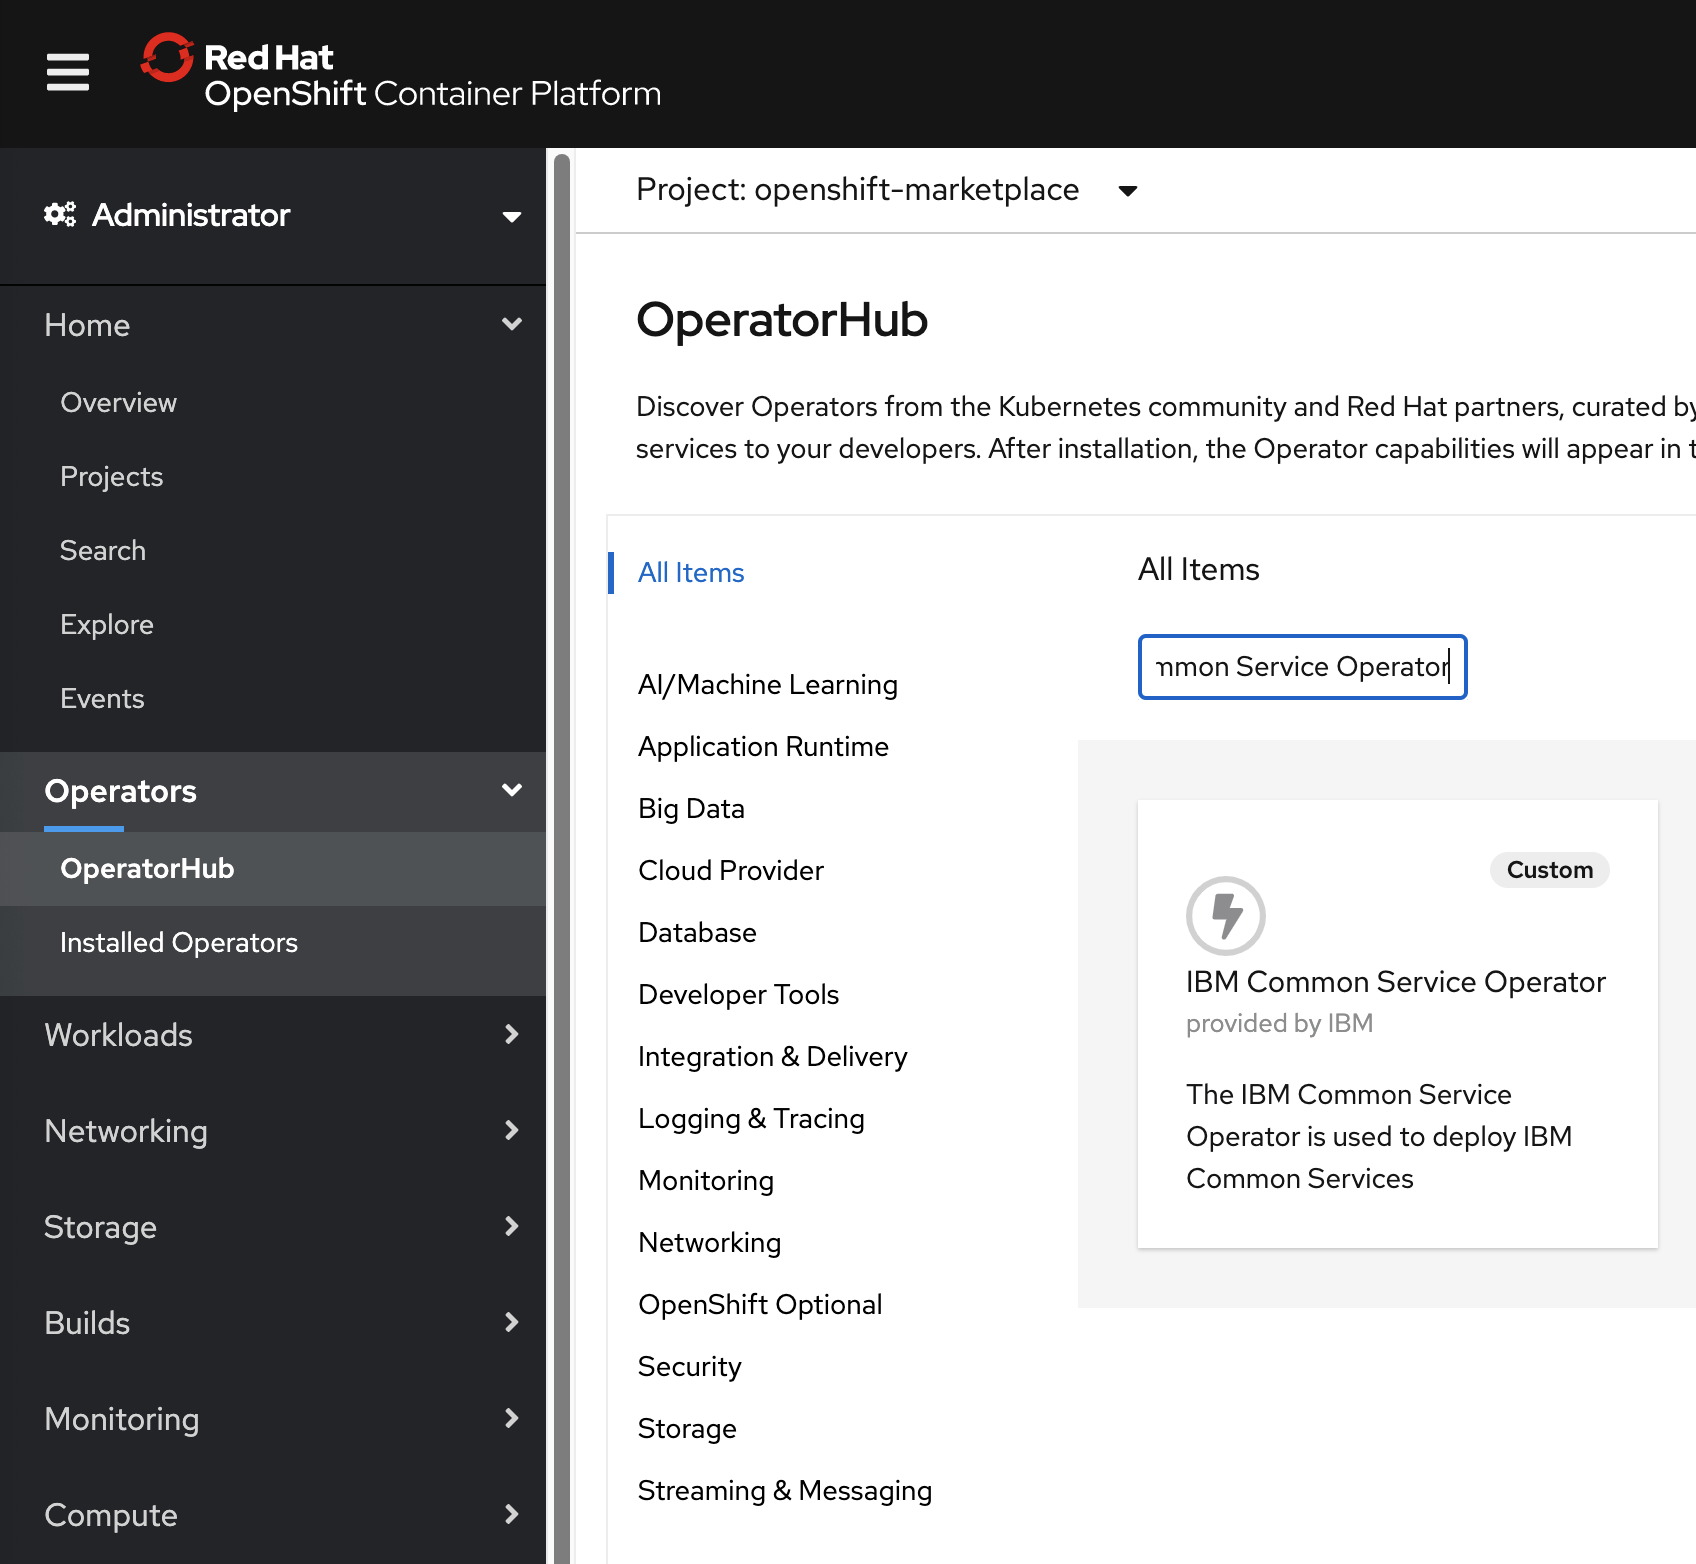 Red Hat
OpenShift Container Platform
Administrator
Home
Overview
Projects
Search
Explore
Events
Operators
OperatorHub
Installed Operators
Workloads
Networking
Storage
Builds
Monitoring
Compute
Project: openshift-marketplace
OperatorHub
Discover Operators from the Kubernetes community and Red Hat partners, curated by
services to your developers. After installation, the Operator capabilities will appear in
All Items
AI/Machine Learning
Application Runtime
Big Data
Cloud Provider
Database
Developer Tools
Integration & Delivery
Logging & Tracing
Monitoring
Networking
OpenShift Optional
Security
Storage
Streaming & Messaging
All Items
mmon Service Operator
Custom
IBM Common Service Operator
provided by IBM
The IBM Common Service
Operator is used to deploy IBM
Common Services